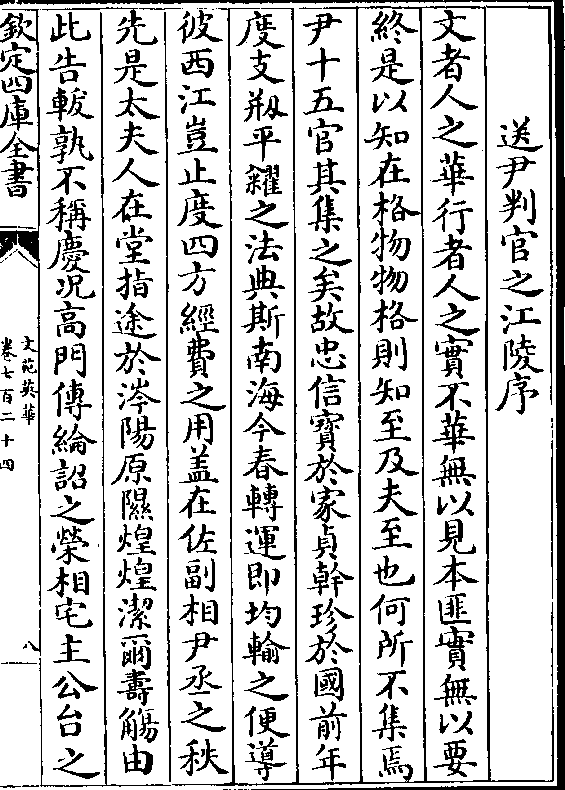 送尹判官之江陵序
文者人之華行者人之實不華無以見本匪實無以要
終是以知在格物物格則知至及夫至也何所不集焉
尹十五官其集之矣故忠信寳於家貞幹珍於國前年
度支剏平糴之法典斯南海今春轉運即均輸之便導
彼西江豈止度四方經費之用盖在佐副相尹丞之秩
先是太夫人在堂指途於涔陽原隰煌煌潔爾壽觴由
此告㪍孰不稱慶况高門傳綸詔之榮相宅主公台之
欽定四庫全書
文苑英華
卷七百二十四
八